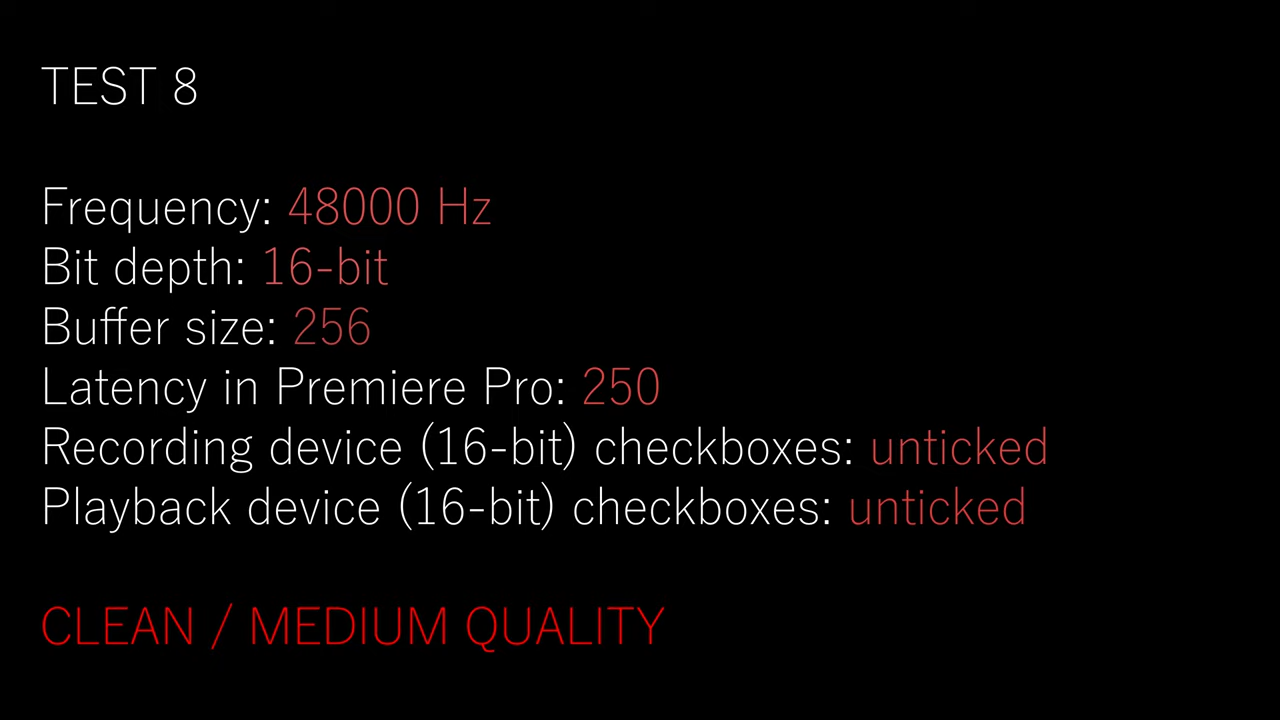 TEST 8
Frequency: 48000 Hz
Bit depth: 16-bit
Buffer size: 256
Latency in Premiere Pro: 250
Recording device (16-bit) checkboxes: unticked
Playback device (16-bit) checkboxes: unticked
CLEAN / MEDIUM QUALITY